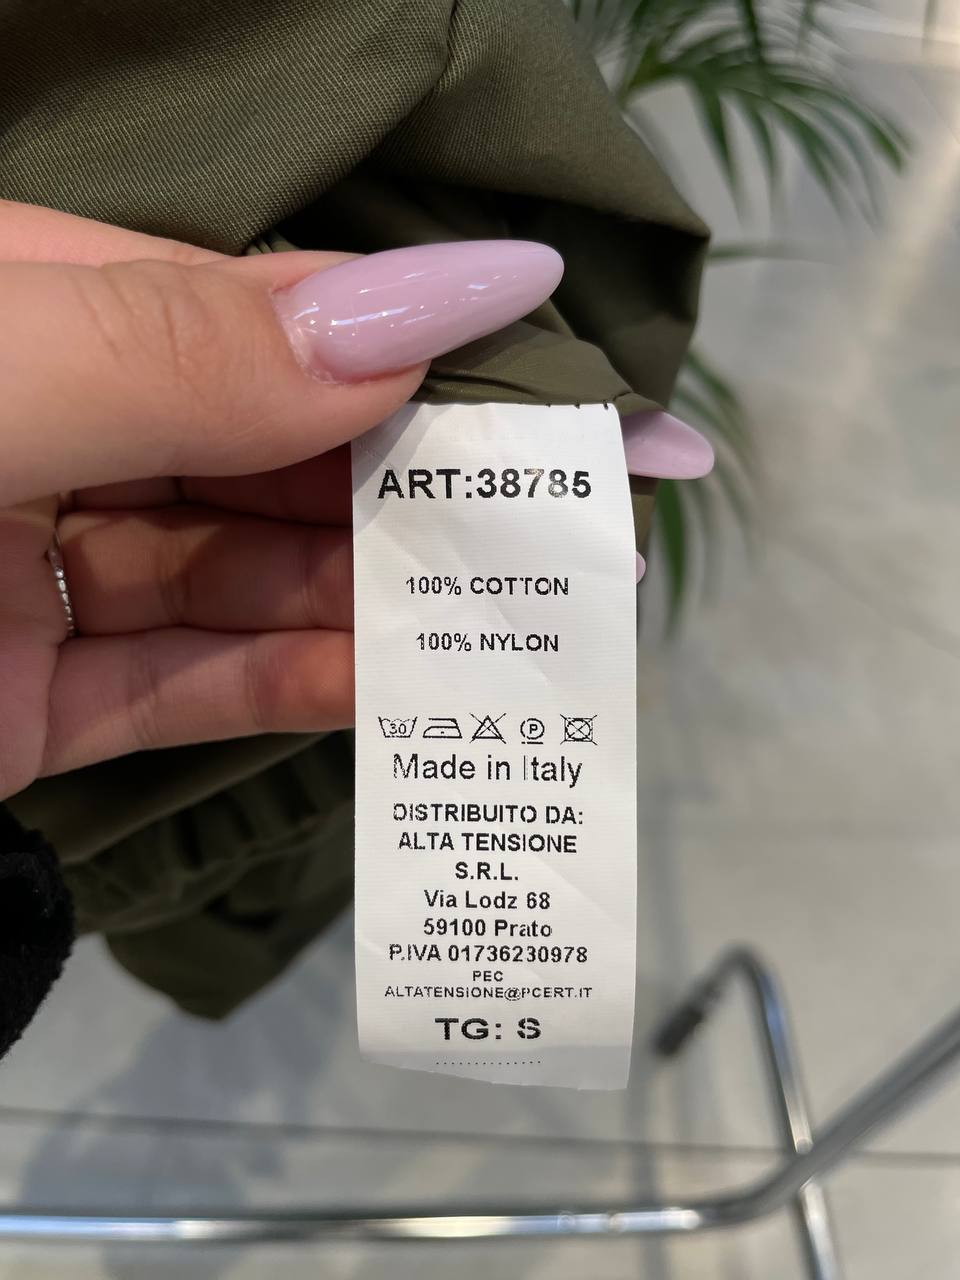 ART:38785
100% COTTON
100% NYLON
30 P
Made in Italy
DISTRIBUITO DA:
ALTA TENSIONE
S.R.L.
Via Lodz 68
59100 Prato
P.IVA 01736230978
PEC
ALTATENSIONE@PCERT.IT
TG: S